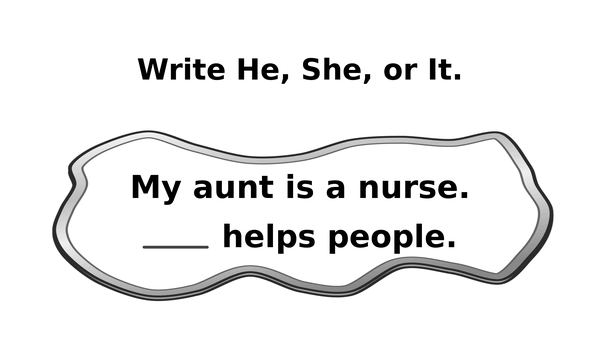 Write He, She, or It.
My aunt is a nurse.
____ helps people.